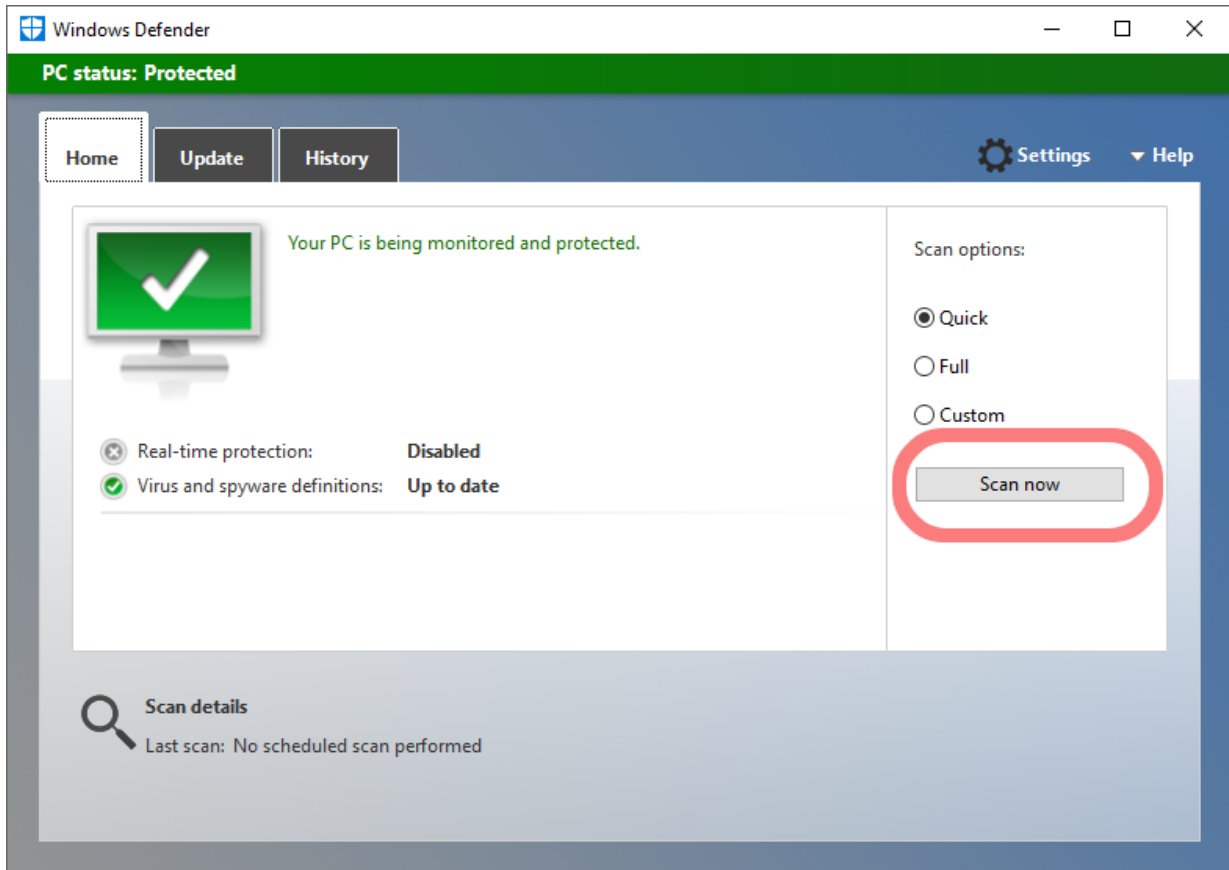 Windows Defender
PC status: Protected
Home Update History Settings Help
Your PC is being monitored and protected.
Scan options:
Quick
Full
Custom
Real-time protection: Disabled
Virus and spyware definitions: Up to date
Scan now
Scan details
Last scan: No scheduled scan performed